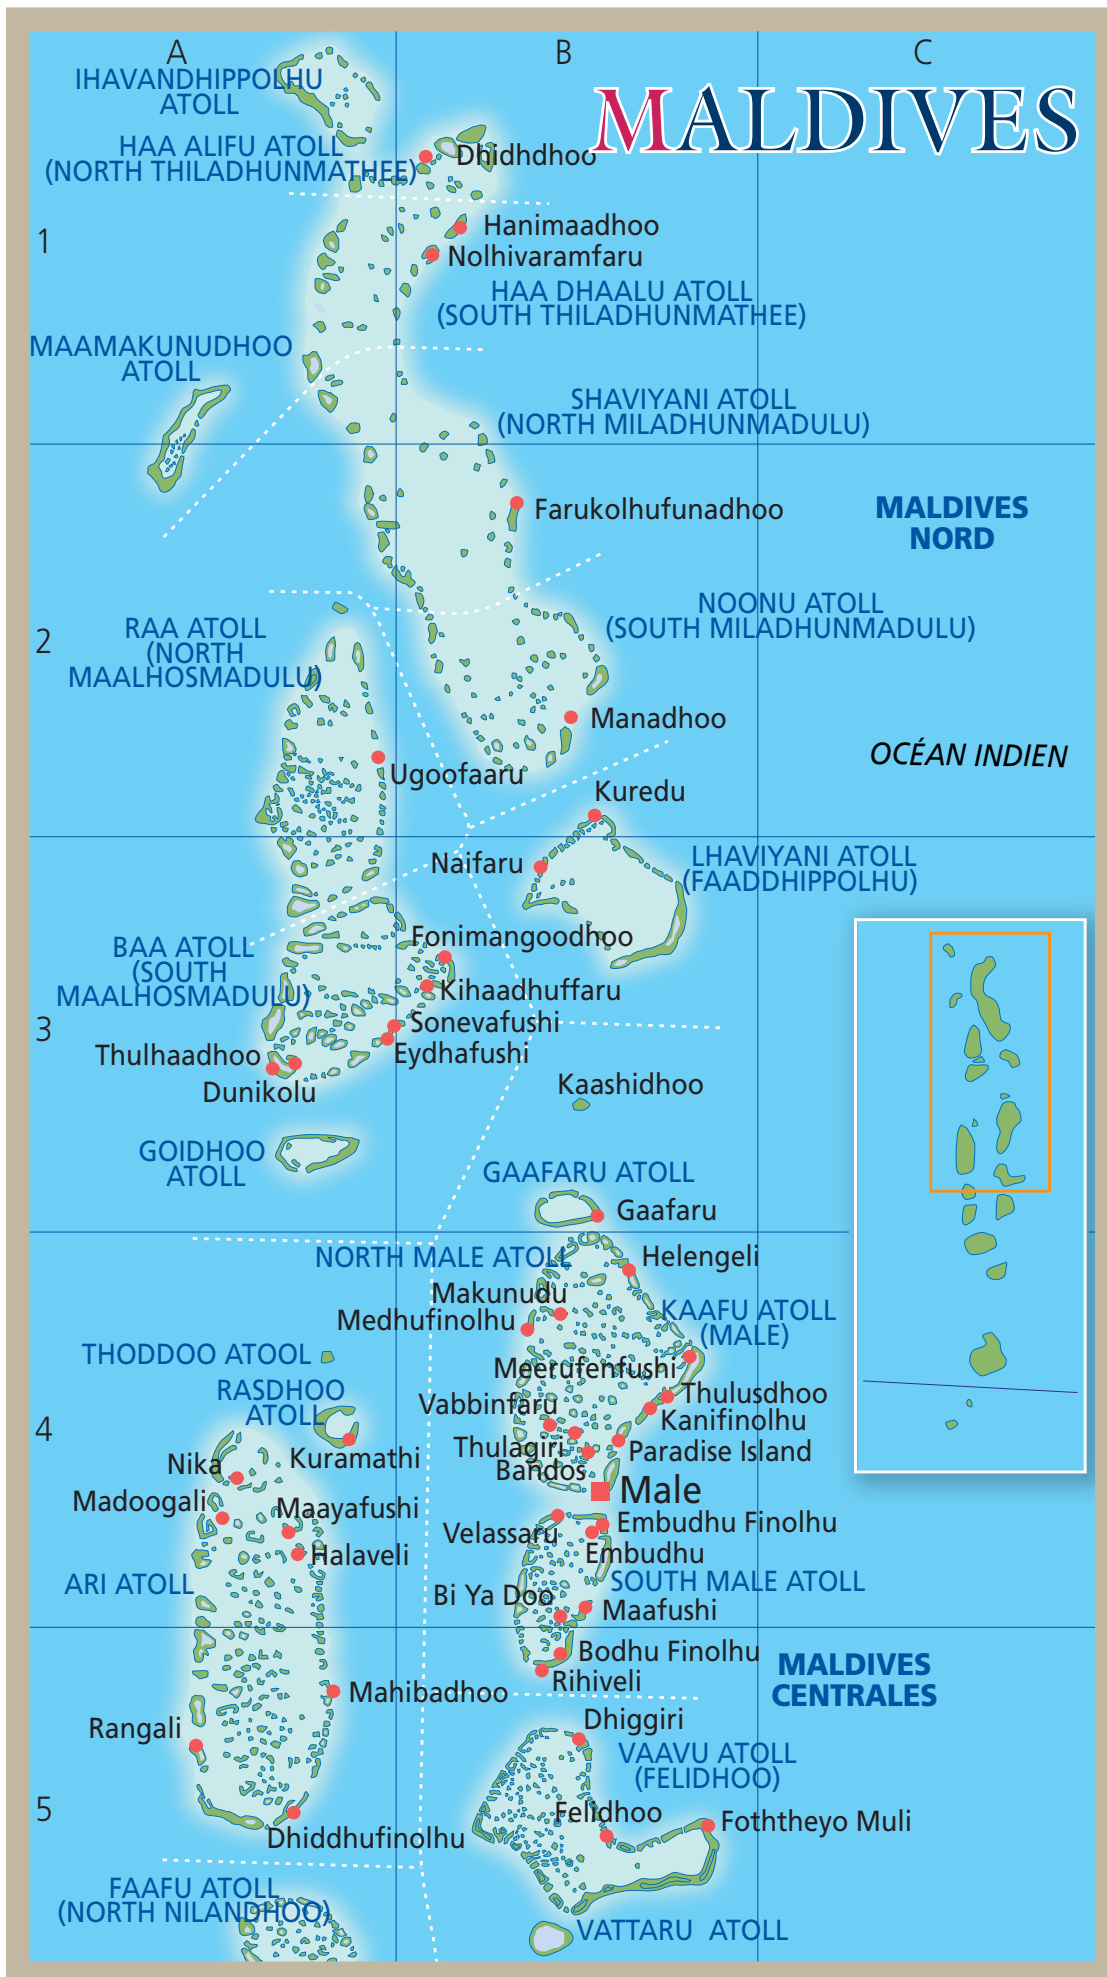 A
B
C
MALDIVES
IHAVANDHIPPOLHU
ATOLL
HAA ALIFU ATOLL
(NORTH THILADHUNMATHEE)
Dhidhdhoo
1
Hanimaadhoo
Nolhivaramfaru
HAA DHAALU ATOLL
(SOUTH THILADHUNMATHEE)
MAAMAKUNUDHOO
ATOLL
SHAVIYANI ATOLL
(NORTH MILADHUNMADULU)
Farukolhufunadhoo
MALDIVES
NORD
NOONU ATOLL
(SOUTH MILADHUNMADULU)
2
RAA ATOLL
(NORTH
MAALHOSMADULU)
Manadhoo
OCÉAN INDIEN
Ugoofaaru
Kuredu
Naifaru
LHAVIYANI ATOLL
(FAADDHIPPOLHU)
Fonimangoodhoo
BAA ATOLL
(SOUTH
MAALHOSMADULU)
Kihaadhuffaru
3
Sonevafushi
Eydhafushi
Thulhaadhoo
Dunikolu
Kaashidhoo
GOIDHOO
ATOLL
GAAFARU ATOLL
Gaafaru
NORTH MALE ATOLL
Helengeli
Makunudu
Medhufinolhu
KAAFU ATOLL
(MALE)
THODDOO ATOOL
Meerufenfushi
RASDHOO
ATOLL
Thulusdhoo
Vabbinfaru
Kanifinolhu
4
Kuramathi
Thulagiri
Paradise Island
Nika
Bandos
Male
Madoogali
Maayafushi
Velassaru
Embudhu Finolhu
Halaveli
Embudhu
ARI ATOLL
SOUTH MALE ATOLL
Bi Ya Doo
Maafushi
Bodhu Finolhu
Rihiveli
MALDIVES
CENTRALES
Mahibadhoo
Rangali
Dhiggiri
VAAVU ATOLL
(FELIDHOO)
5
Felidhoo
Foththeyo Muli
Dhiddhufinolhu
FAAFU ATOLL
(NORTH NILANDHOO)
VATTARU ATOLL